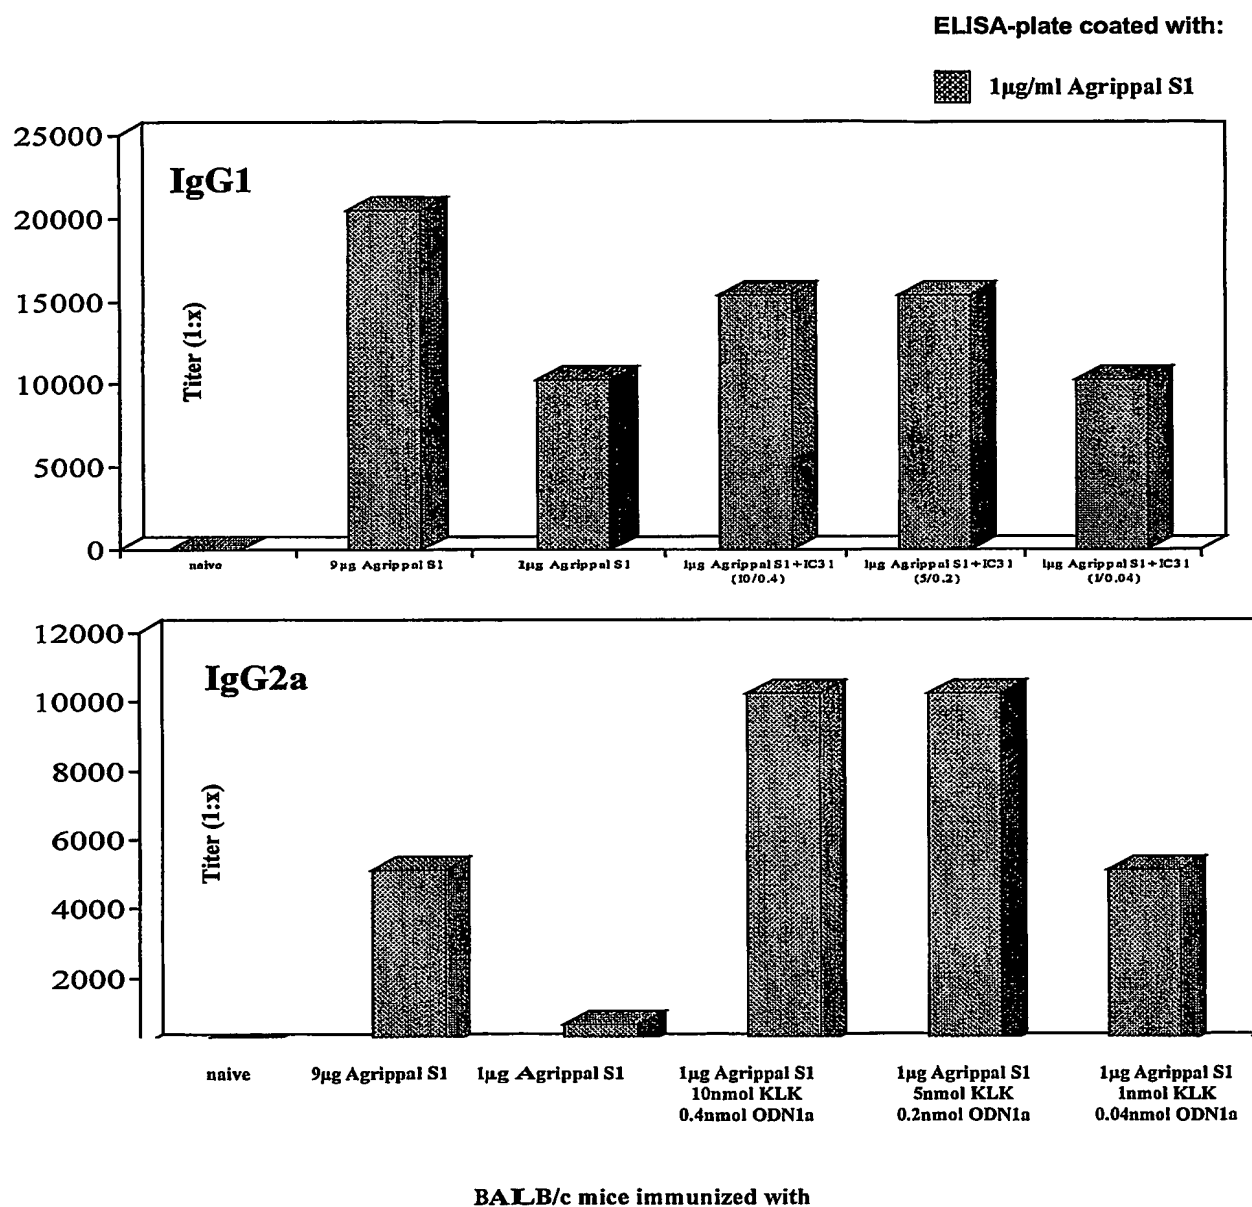 ELISA-plate coated with:
1µg/ml Agrippal S1
25000
20000
15000
10000
5000
0
IgG1
Titer (1:x)
naive
9µg Agrippal S1
1µg Agrippal S1
1µg Agrippal S1+IC31
(10/0.4)
1µg Agrippal S1+IC31
(5/0.2)
1µg Agrippal S1+IC31
(1/0.04)
12000
10000
8000
6000
4000
2000
IgG2a
Titer (1:x)
naive
9µg Agrippal S1
1µg Agrippal S1
1µg Agrippal S1
10nmol KLK
0.4nmol ODN1a
1µg Agrippal S1
5nmol KLK
0.2nmol ODN1a
1µg Agrippal S1
1nmol KLK
0.04nmol ODN1a
BALB/c mice immunized with